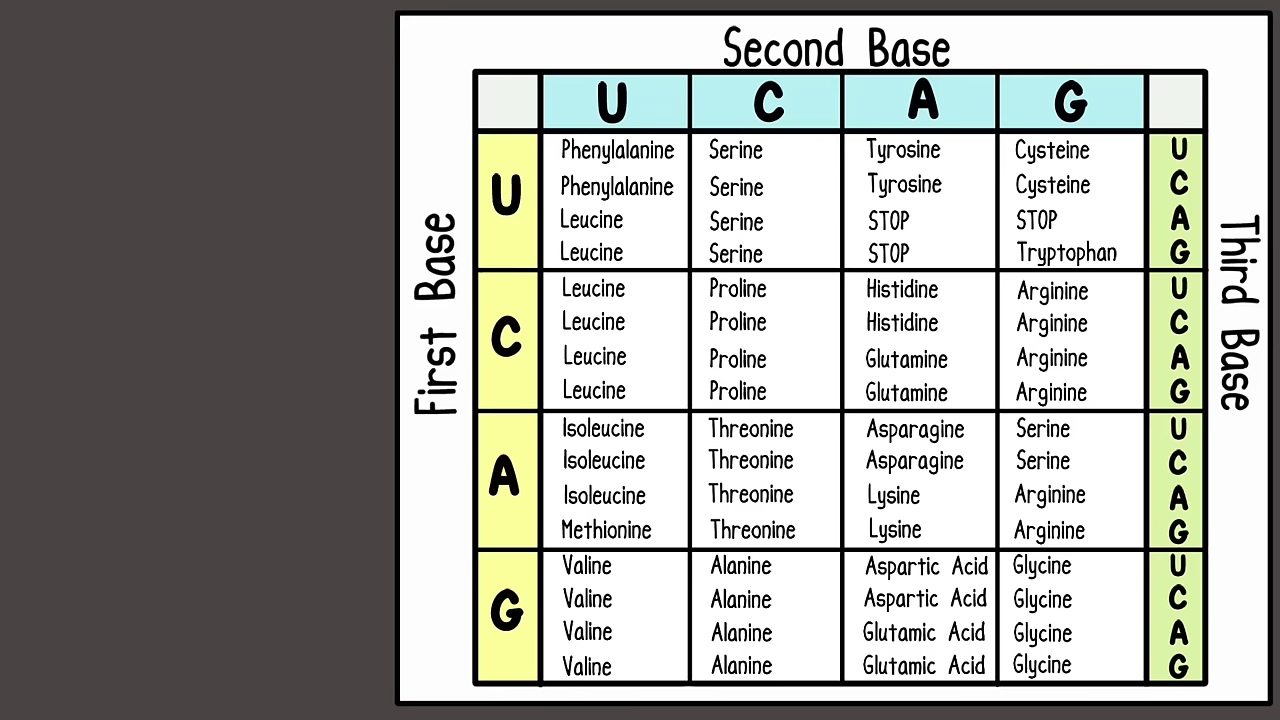 Second Base
U C A G
First Base
Third Base
U
Phenylalanine Serine Tyrosine Cysteine U
Phenylalanine Serine Tyrosine Cysteine C
Leucine Serine STOP STOP A
Leucine Serine STOP Tryptophan G
C
Leucine Proline Histidine Arginine U
Leucine Proline Histidine Arginine C
Leucine Proline Glutamine Arginine A
Leucine Proline Glutamine Arginine G
A
Isoleucine Threonine Asparagine Serine U
Isoleucine Threonine Asparagine Serine C
Isoleucine Threonine Lysine Arginine A
Methionine Threonine Lysine Arginine G
G
Valine Alanine Aspartic Acid Glycine U
Valine Alanine Aspartic Acid Glycine C
Valine Alanine Glutamic Acid Glycine A
Valine Alanine Glutamic Acid Glycine G